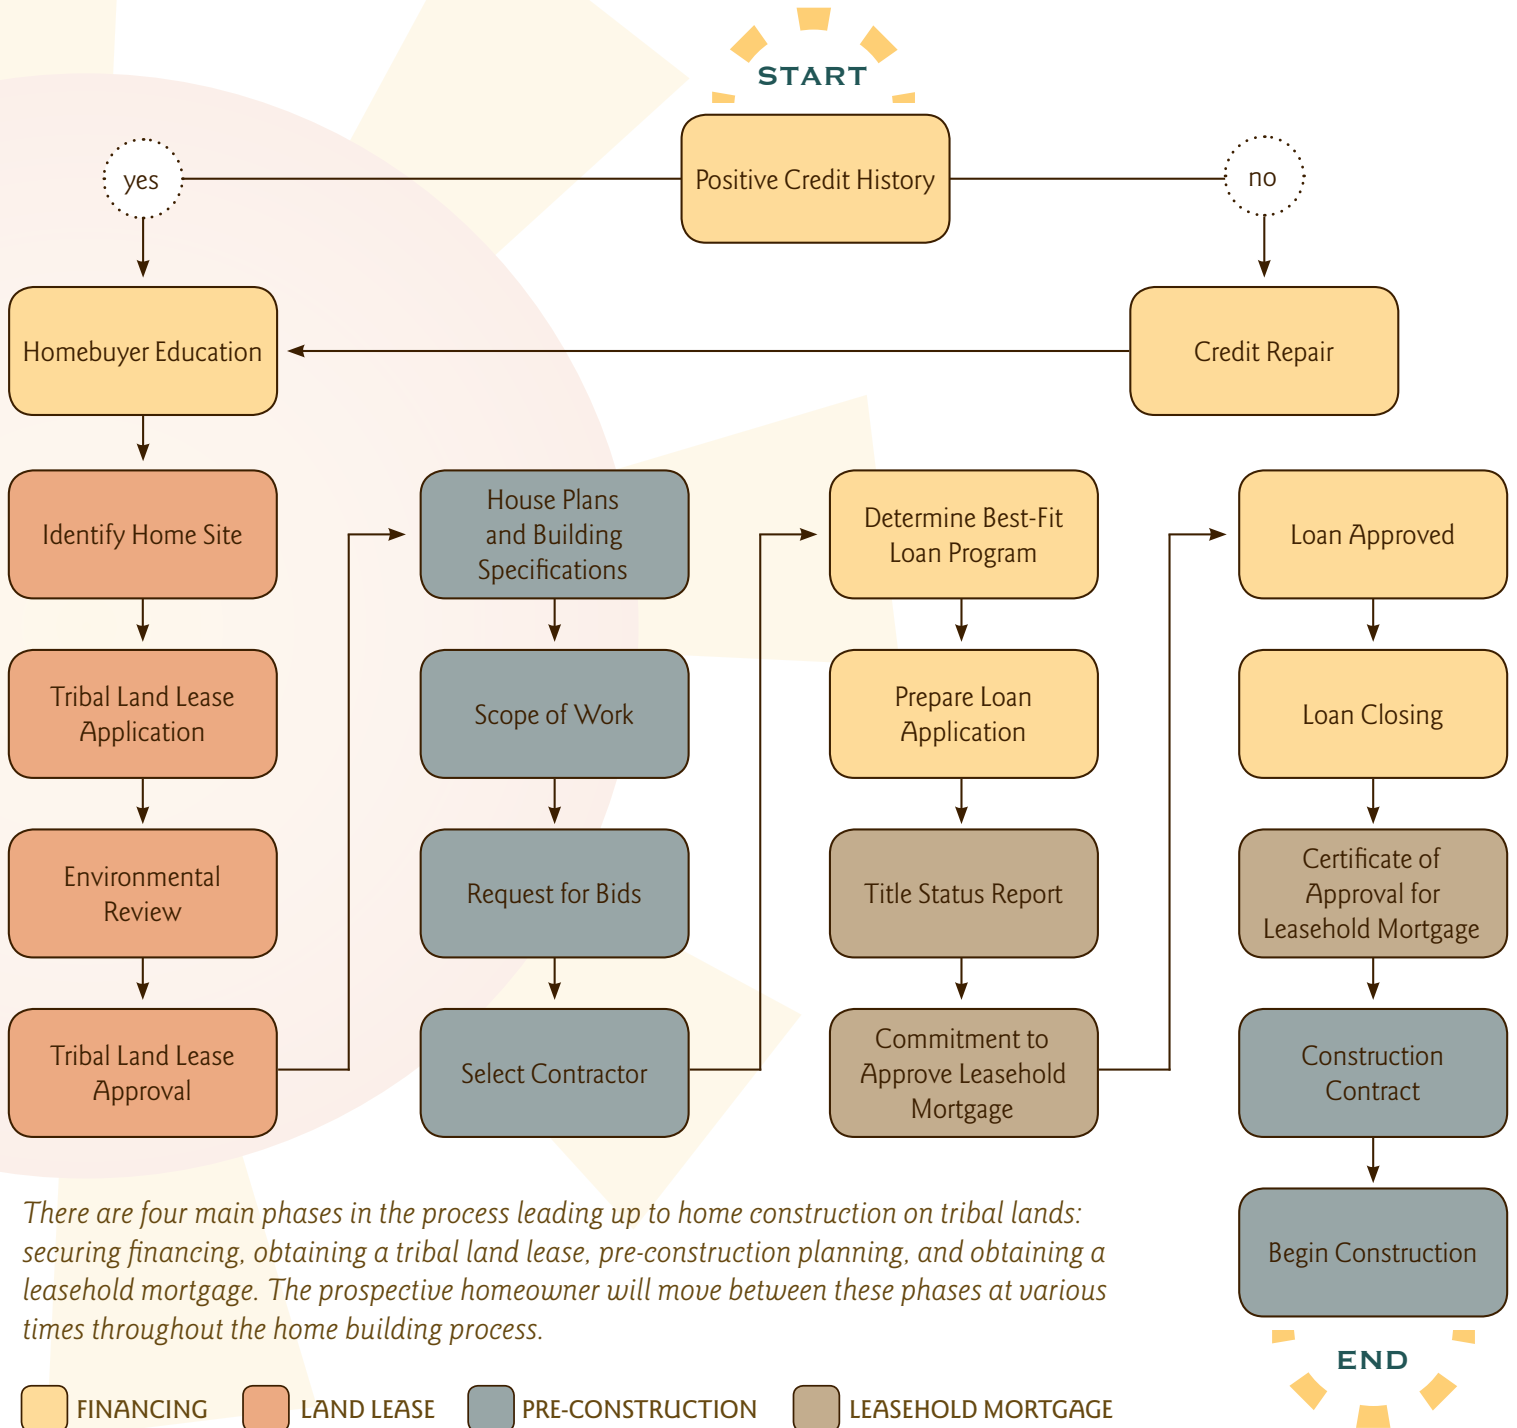 START
Positive Credit History
yes
no
Homebuyer Education
Credit Repair
Identify Home Site
Tribal Land Lease
Application
Environmental
Review
Tribal Land Lease
Approval
House Plans
and Building
Specifications
Scope of Work
Request for Bids
Select Contractor
Determine Best-Fit
Loan Program
Prepare Loan
Application
Title Status Report
Commitment to
Approve Leasehold
Mortgage
Loan Approved
Loan Closing
Certificate of
Approval for
Leasehold Mortgage
Construction
Contract
Begin Construction
END
There are four main phases in the process leading up to home construction on tribal lands:
securing financing, obtaining a tribal land lease, pre-construction planning, and obtaining a
leasehold mortgage. The prospective homeowner will move between these phases at various
times throughout the home building process.
FINANCING
LAND LEASE
PRE-CONSTRUCTION
LEASEHOLD MORTGAGE